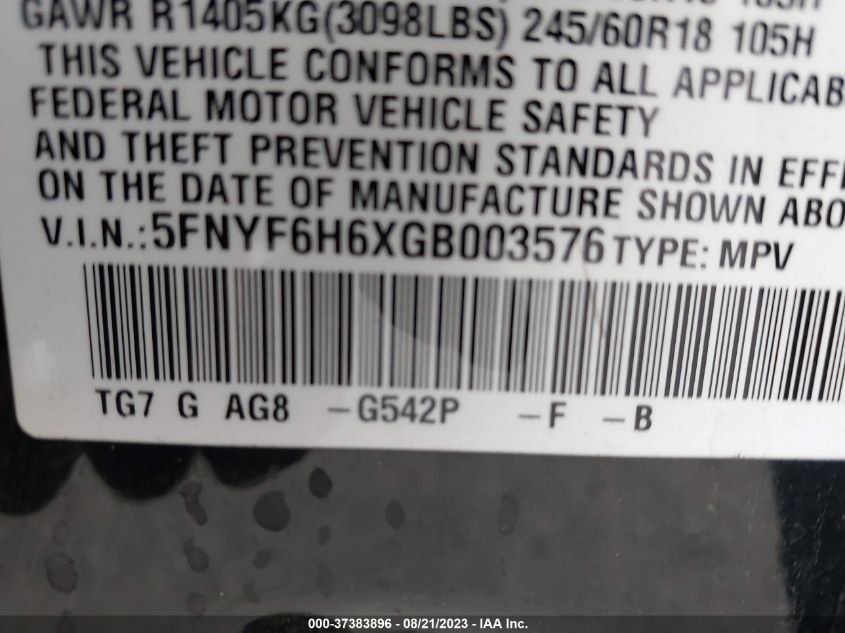 GAWR R1405KG(3098LBS) 245/60R18 105H
THIS VEHICLE CONFORMS TO ALL APPLICAB
FEDERAL MOTOR VEHICLE SAFETY
AND THEFT PREVENTION STANDARDS IN EFFE
ON THE DATE OF MANUFACTURE SHOWN ABO
V.I.N.:5FNYF6H6XGB003576 TYPE: MPV
TG7 G AG8 -G542P -F -B
000-37383896 - 08/21/2023 - IAA Inc.